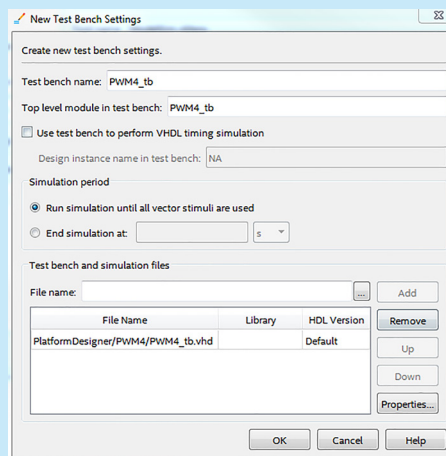 New Test Bench Settings
Create new test bench settings.
Test bench name: PWM4_tb
Top level module in test bench: PWM4_tb
Use test bench to perform VHDL timing simulation
Design instance name in test bench: NA
Simulation period
Run simulation until all vector stimuli are used
End simulation at: s
Test bench and simulation files
File name: ... Add
File Name Library HDL Version Remove
PlatformDesigner/PWM4/PWM4_tb.vhd Default
Up
Down
Properties...
OK Cancel Help